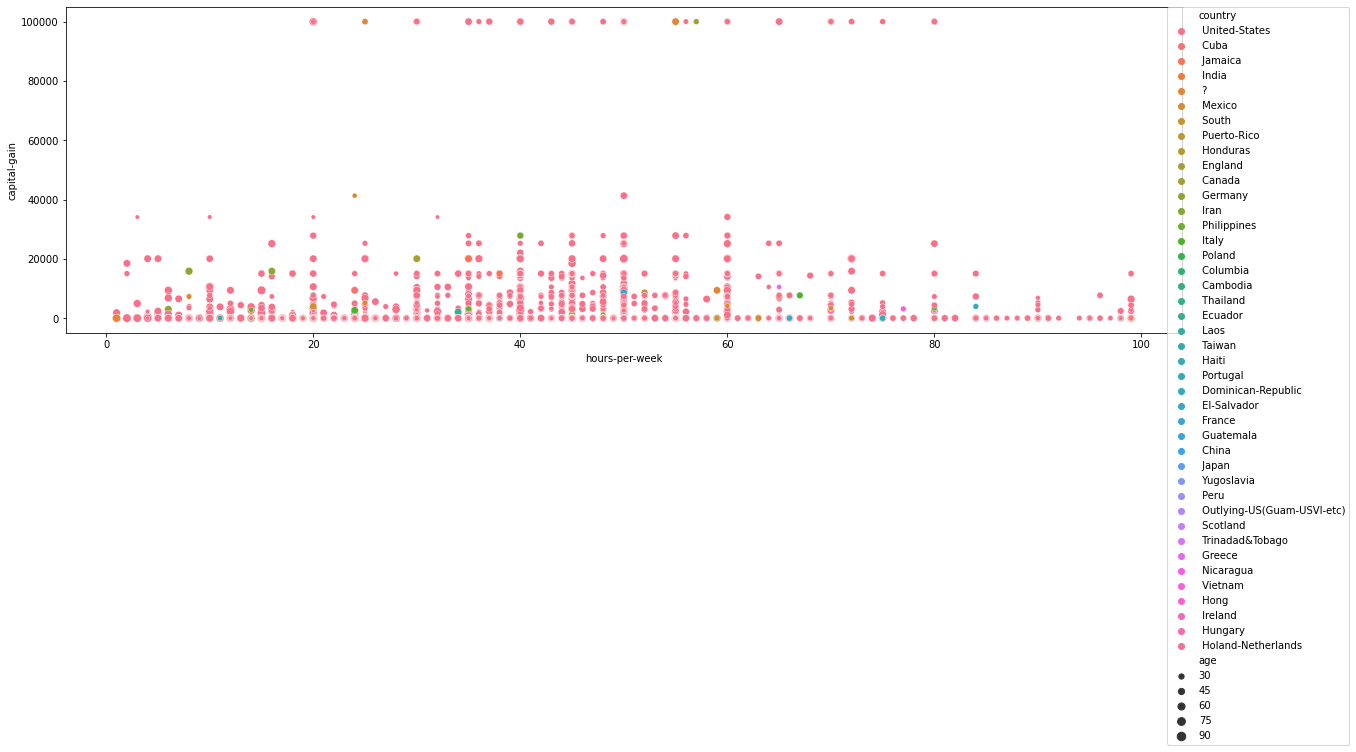 100000
80000
60000
40000
20000
0
capital-gain
0
20
40
60
80
100
hours-per-week
country
United-States
Cuba
Jamaica
India
?
Mexico
South
Puerto-Rico
Honduras
England
Canada
Germany
Iran
Philippines
Italy
Poland
Columbia
Cambodia
Thailand
Ecuador
Laos
Taiwan
Haiti
Portugal
Dominican-Republic
El-Salvador
France
Guatemala
China
Japan
Yugoslavia
Peru
Outlying-US(Guam-USVI-etc)
Scotland
Trinadad&Tobago
Greece
Nicaragua
Vietnam
Hong
Ireland
Hungary
Holand-Netherlands
age
30
45
60
75
90